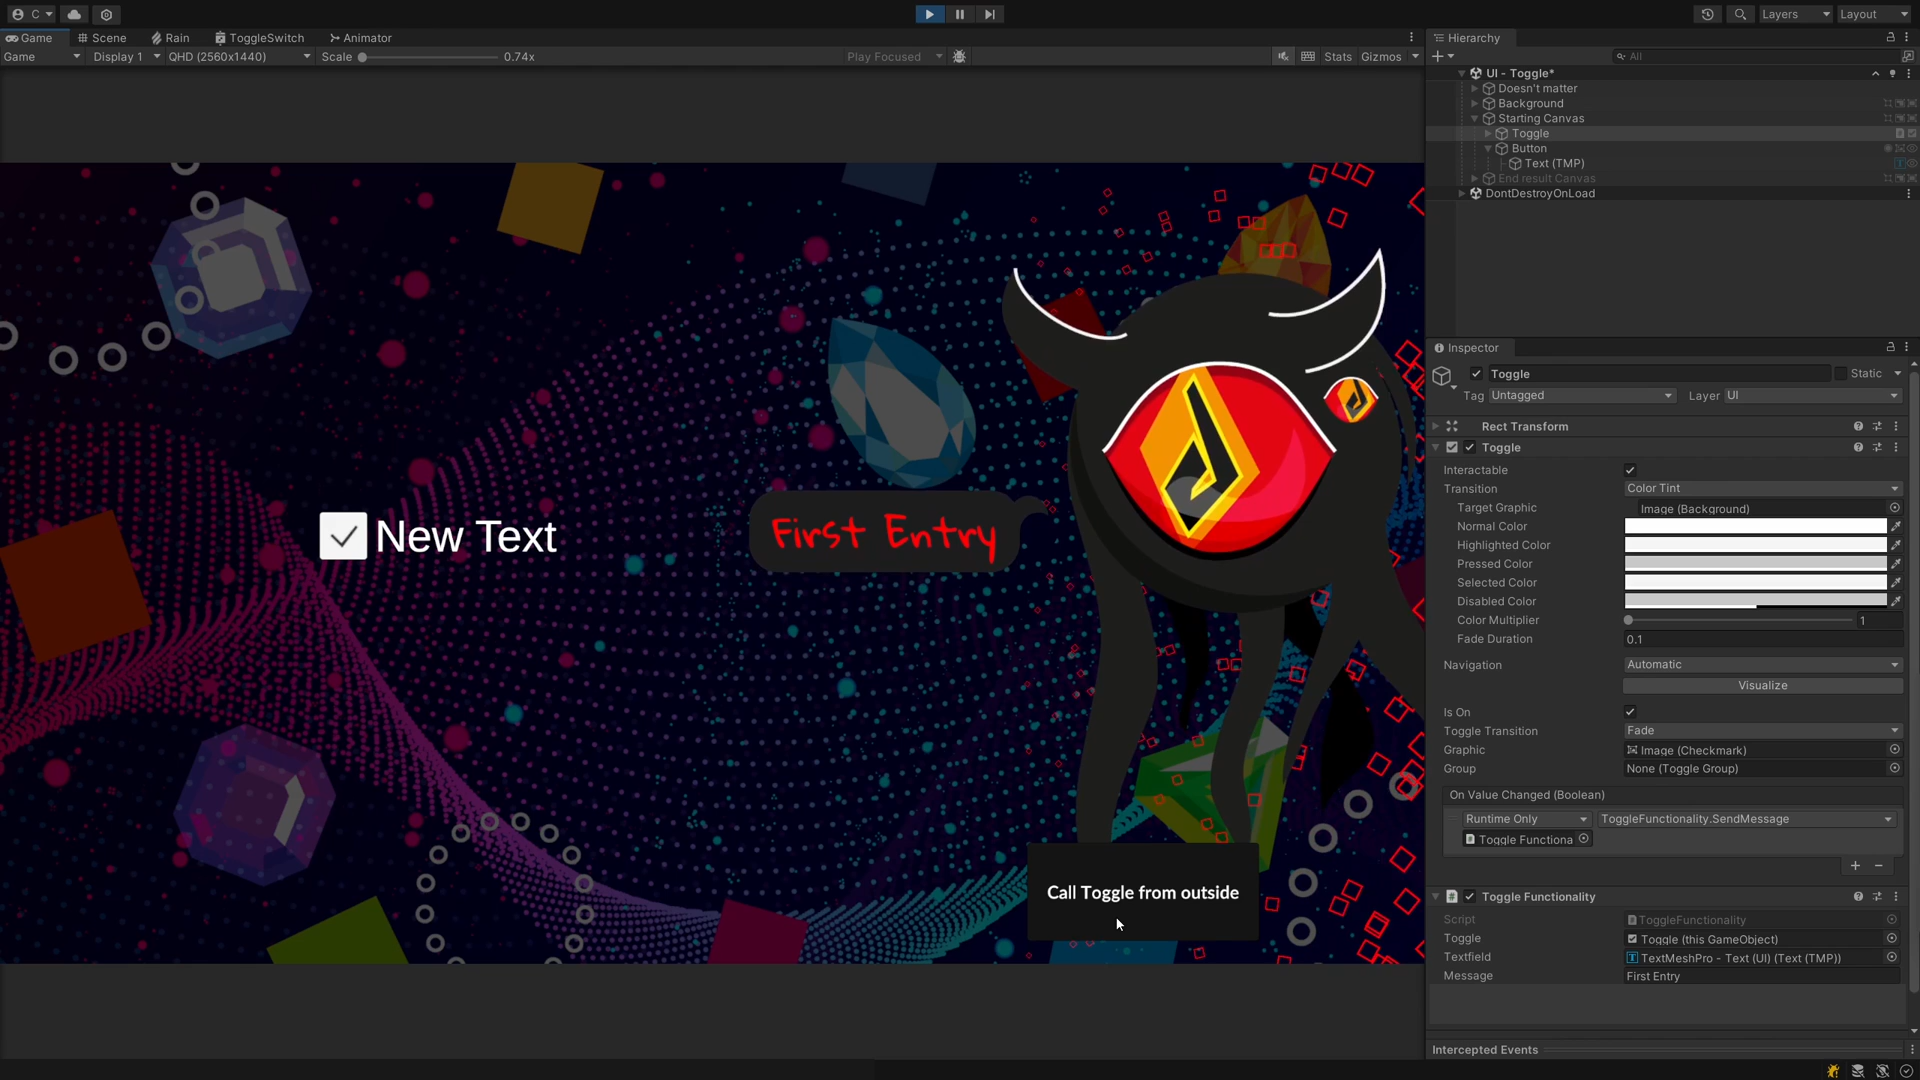 C
Layers
Layout
Game
Scene
Rain
ToggleSwitch
Animator
Game
Display 1
QHD (2560x1440)
Scale
0.74x
Play Focused
Stats
Gizmos
New Text
First Entry
Call Toggle from outside
Hierarchy
All
UI - Toggle*
Doesn't matter
Background
Starting Canvas
Toggle
Button
Text (TMP)
End result Canvas
DontDestroyOnLoad
Inspector
Toggle
Static
Tag Untagged
Layer UI
Rect Transform
Toggle
Interactable
Transition Color Tint
Target Graphic Image (Background)
Normal Color
Highlighted Color
Pressed Color
Selected Color
Disabled Color
Color Multiplier 1
Fade Duration 0.1
Navigation Automatic
Visualize
Is On
Toggle Transition Fade
Graphic Image (Checkmark)
Group None (Toggle Group)
On Value Changed (Boolean)
Runtime Only ToggleFunctionality.SendMessage
Toggle Functiona
Toggle Functionality
Script ToggleFunctionality
Toggle Toggle (this GameObject)
Textfield TextMeshPro - Text (UI) (Text (TMP))
Message First Entry
Intercepted Events